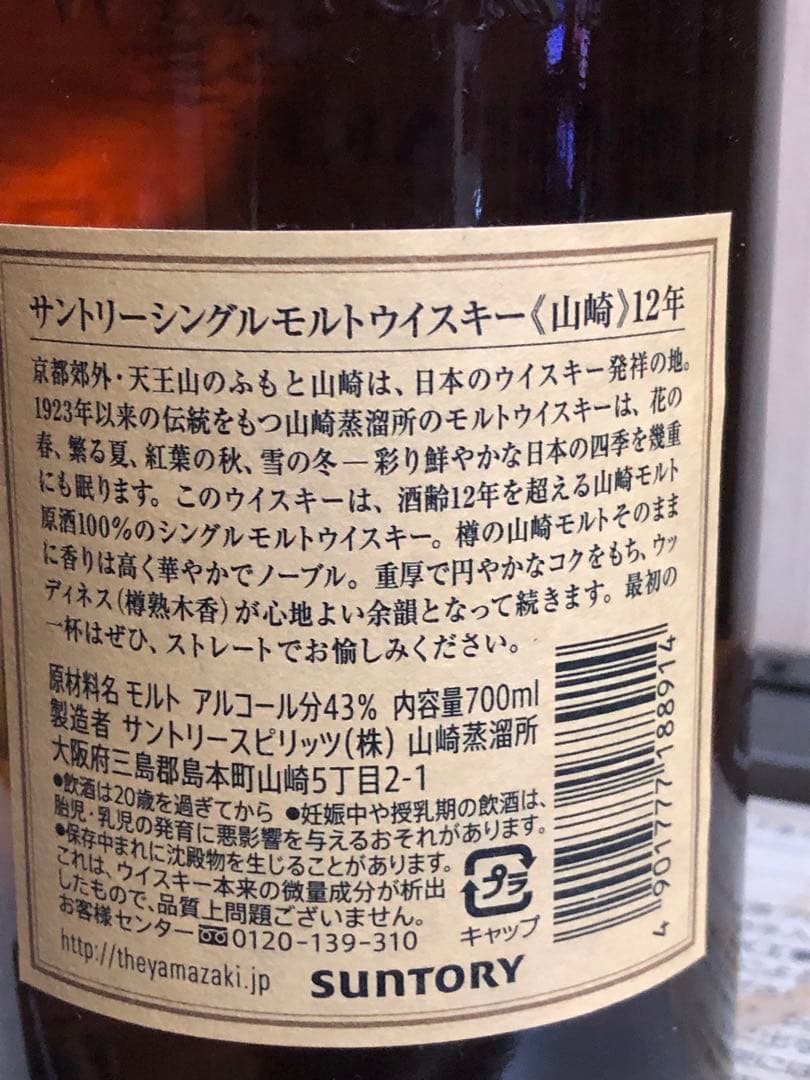 サントリーシングルモルトウイスキー《山崎》12年
京都郊外・天王山のふもと山崎は、日本のウイスキー発祥の地。
1923年以来の伝統をもつ山崎蒸溜所のモルトウイスキーは、花の
春、繁る夏、紅葉の秋、雪の冬―彩り鮮やかな日本の四季を幾重
にも眠ります。このウイスキーは、酒齢12年を超える山崎モルト
原酒100%のシングルモルトウイスキー。樽の山崎モルトそのまま
に香りは高く華やかでノーブル。重厚で円やかなコクをもち、ウッ
ディネス(樽熟木香)が心地よい余韻となって続きます。最初の
一杯はぜひ、ストレートでお愉しみください。
原材料名 モルト アルコール分43% 内容量700ml
製造者 サントリースピリッツ(株) 山崎蒸溜所
大阪府三島郡島本町山崎5丁目2-1
●飲酒は20歳を過ぎてから ●妊娠中や授乳期の飲酒は、
胎児・乳児の発育に悪影響を与えるおそれがあります。
●保存中まれに沈殿物を生じることがあります。
これは、ウイスキー本来の微量成分が析出
したもので、品質上問題ございません。
お客様センター 0120-139-310
http://theyamazaki.jp
プラ
キャップ
SUNTORY
4 901777 188914